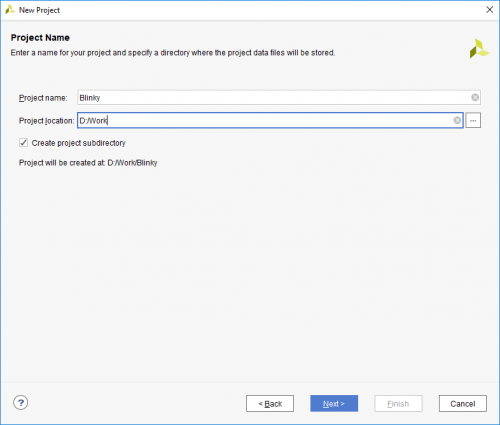 New Project
Project Name
Enter a name for your project and specify a directory where the project data files will be stored.
Project name: Blinky
Project location: D:/Work
...
Create project subdirectory
Project will be created at: D:/Work/Blinky
?
< Back
Next >
Finish
Cancel